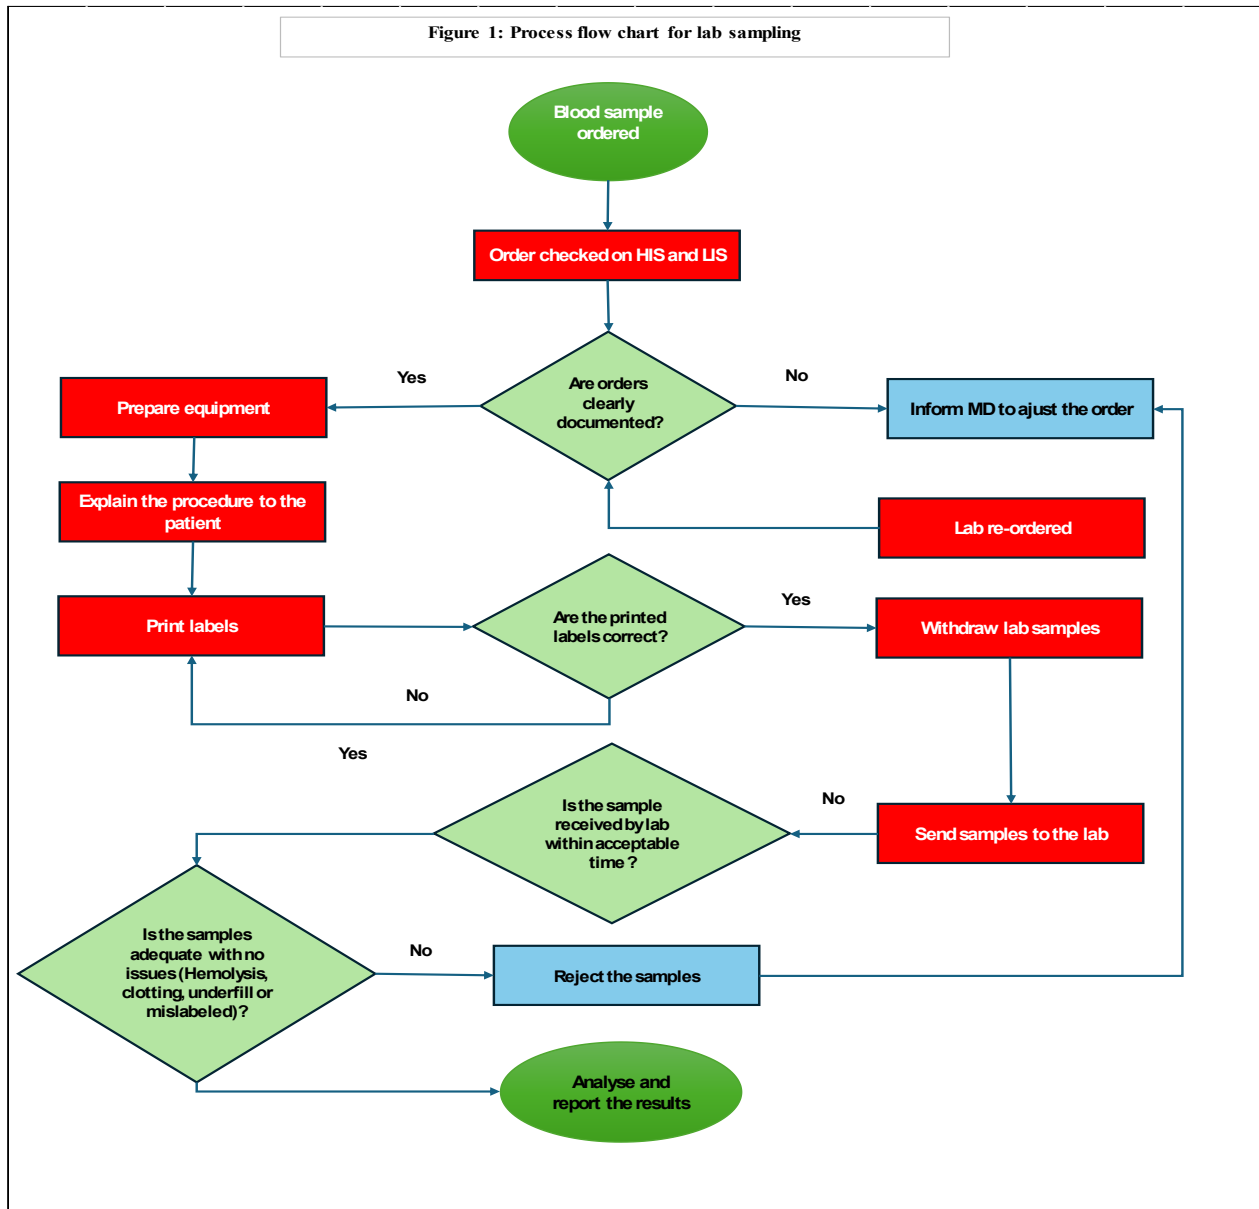 Figure 1: Process flow chart for lab sampling
Blood sample
ordered
Order checked on HIS and LIS
Are orders
clearly
documented?
Yes
No
Prepare equipment
Inform MD to ajust the order
Explain the procedure to the
patient
Lab re-ordered
Print labels
Are the printed
labels correct?
Yes
Withdraw lab samples
No
Yes
Is the sample
received by lab
within acceptable
time ?
No
Send samples to the lab
Is the samples
adequate with no
issues (Hemolysis,
clotting, underfill or
mislabeled)?
No
Reject the samples
Analyse and
report the results